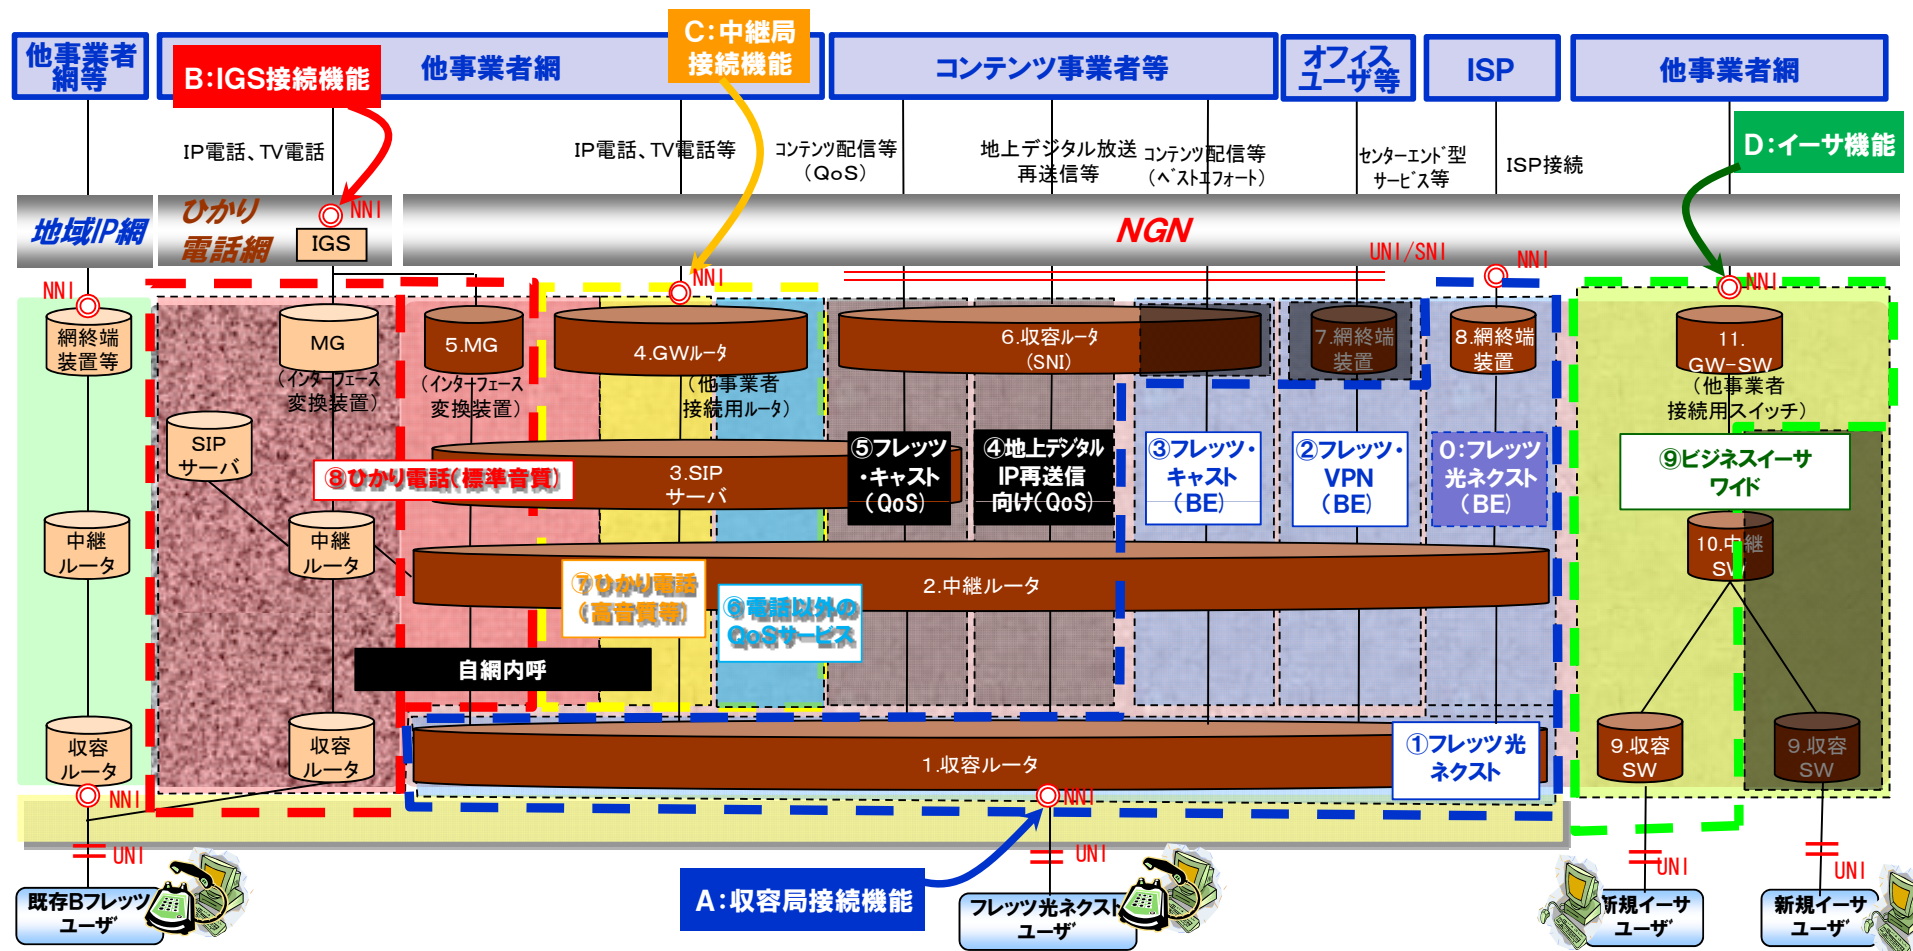 他事業者
網等
B:IGS接続機能
他事業者網
C:中継局
接続機能
コンテンツ事業者等
オフィス
ユーザ等
ISP
他事業者網
D:イーサ機能
IP電話、TV電話
IP電話、TV電話等
コンテンツ配信等
(QoS)
地上デジタル放送
再送信等
コンテンツ配信等
(ベストエフォート)
センターエンド型
サービス等
ISP接続
地域IP網
ひかり
電話網
NNI
IGS
NGN
UNI/SNI
NNI
NNI
NNI
NNI
網終端
装置等
MG
(インターフェース
変換装置)
5.MG
(インターフェース
変換装置)
4.GWルータ
(他事業者
接続用ルータ)
6.収容ルータ
(SNI)
7.網終端
装置
8.網終端
装置
11.
GW-SW
(他事業者
接続用スイッチ)
SIP
サーバ
⑧ひかり電話(標準音質)
3.SIP
サーバ
⑤フレッツ
・キャスト
(QoS)
④地上デジタル
IP再送信
向け(QoS)
③フレッツ・
キャスト
(BE)
②フレッツ・
VPN
(BE)
0:フレッツ
光ネクスト
(BE)
⑨ビジネスイーサ
ワイド
中継
ルータ
中継
ルータ
2.中継ルータ
10.中継
SW
⑦ひかり電話
(高音質等)
⑥電話以外の
QoSサービス
自網内呼
収容
ルータ
収容
ルータ
1.収容ルータ
①フレッツ光
ネクスト
9.収容
SW
9.収容
SW
NNI
NNI
UNI
UNI
UNI
UNI
既存Bフレッツ
ユーザ
A:収容局接続機能
フレッツ光ネクスト
ユーザ
新規イーサ
ユーザ
新規イーサ
ユーザ